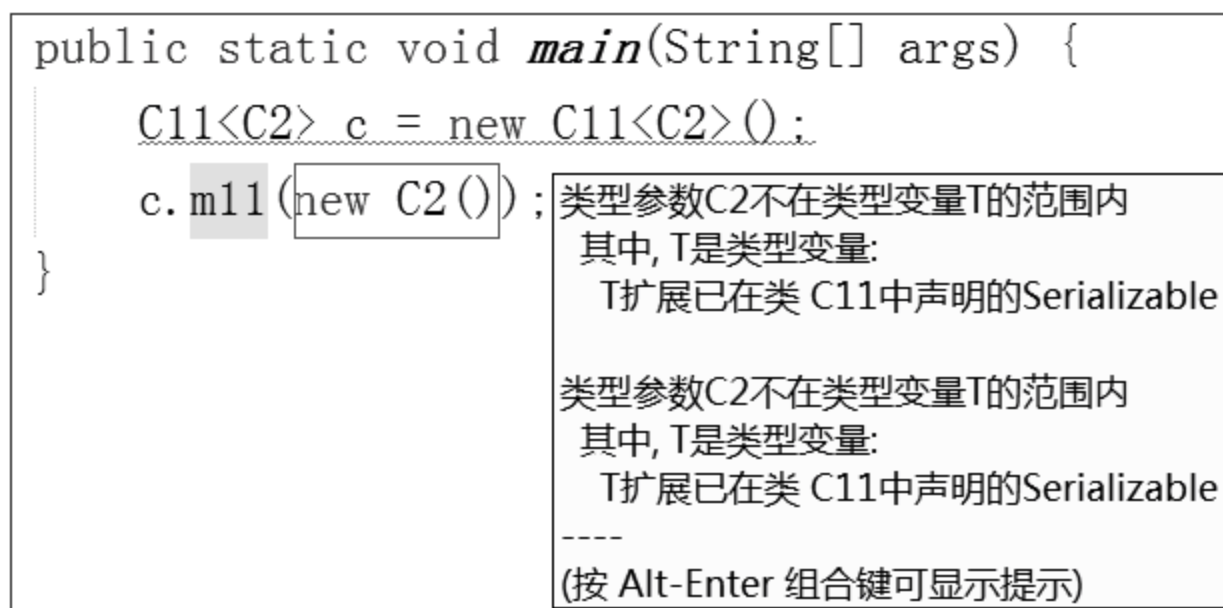 public static void main(String[] args) {
C11<C2> c = new C11<C2>();
c.m11(new C2());
}
类型参数C2不在类型变量T的范围内
其中, T是类型变量:
T扩展已在类 C11中声明的Serializable
类型参数C2不在类型变量T的范围内
其中, T是类型变量:
T扩展已在类 C11中声明的Serializable
----
(按 Alt-Enter 组合键可显示提示)